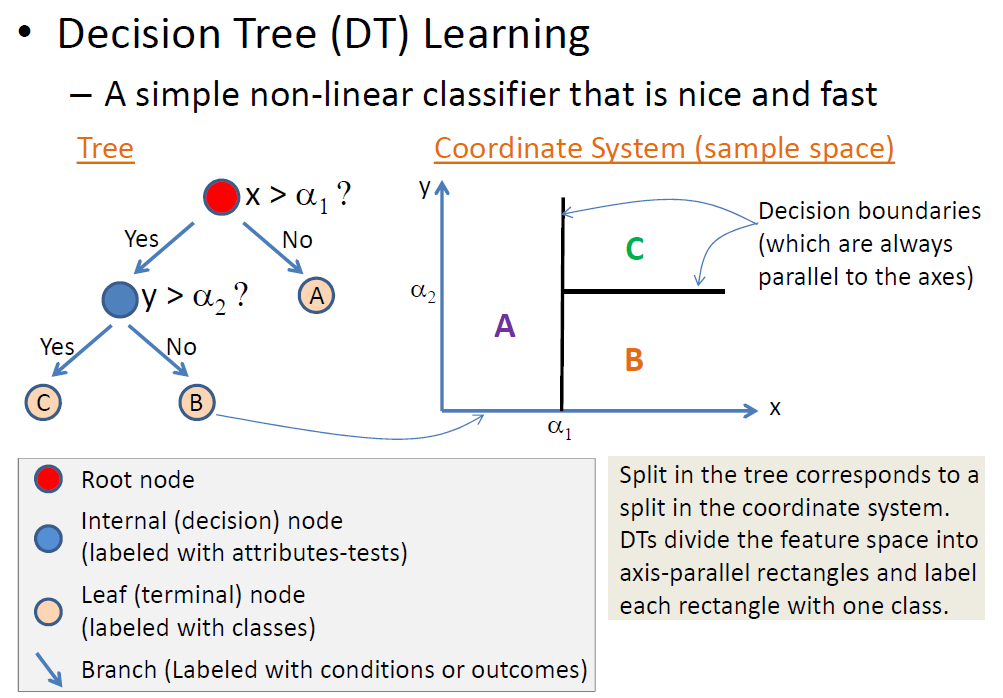 • Decision Tree (DT) Learning
– A simple non-linear classifier that is nice and fast
Tree
x > α1 ?
Yes
No
y > α2 ?
A
Yes
No
C
B
Coordinate System (sample space)
y
α2
A
C
B
α1
x
Decision boundaries
(which are always
parallel to the axes)
Root node
Internal (decision) node
(labeled with attributes-tests)
Leaf (terminal) node
(labeled with classes)
Branch (Labeled with conditions or outcomes)
Split in the tree corresponds to a
split in the coordinate system.
DTs divide the feature space into
axis-parallel rectangles and label
each rectangle with one class.